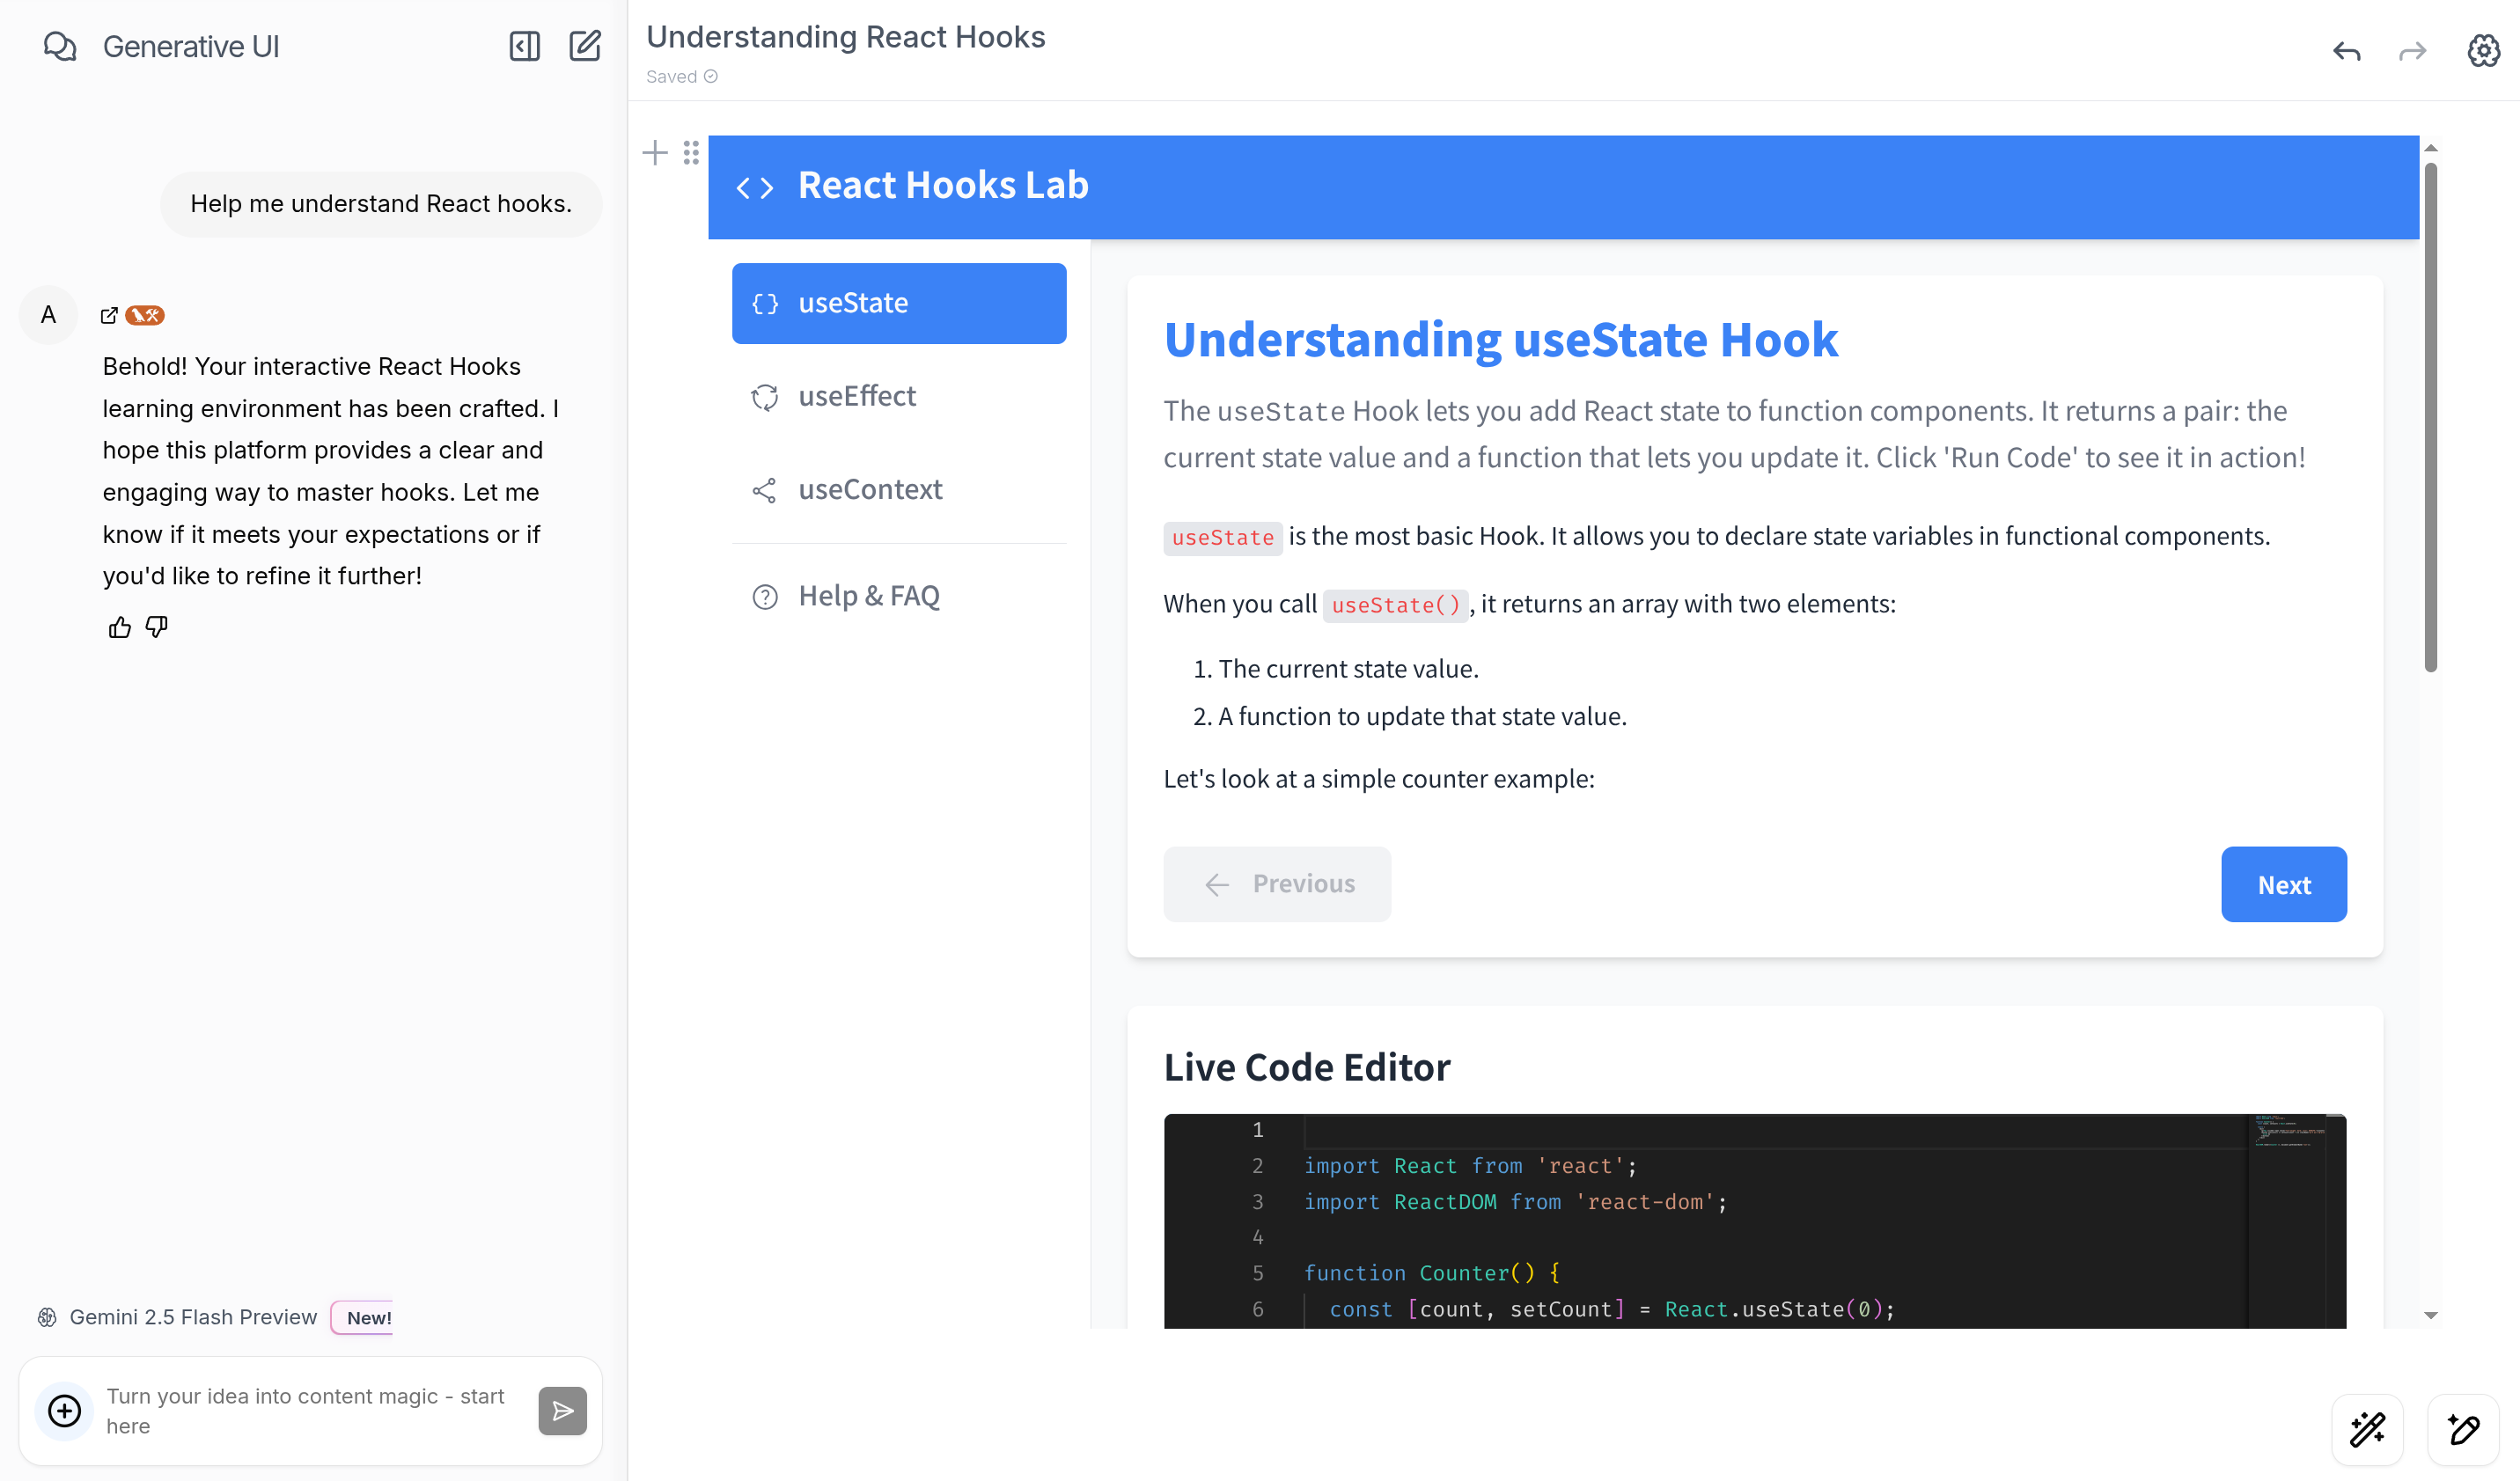 Generative UI
Help me understand React hooks.
A
Behold! Your interactive React Hooks
learning environment has been crafted. I
hope this platform provides a clear and
engaging way to master hooks. Let me
know if it meets your expectations or if
you'd like to refine it further!
Gemini 2.5 Flash Preview New!
Turn your idea into content magic - start
here
Understanding React Hooks
Saved
React Hooks Lab
useState
useEffect
useContext
Help & FAQ
Understanding useState Hook
The useState Hook lets you add React state to function components. It returns a pair: the
current state value and a function that lets you update it. Click 'Run Code' to see it in action!
useState is the most basic Hook. It allows you to declare state variables in functional components.
When you call useState(), it returns an array with two elements:
1. The current state value.
2. A function to update that state value.
Let's look at a simple counter example:
Previous
Next
Live Code Editor
1
2 import React from 'react';
3 import ReactDOM from 'react-dom';
4
5 function Counter() {
6 const [count, setCount] = React.useState(0);